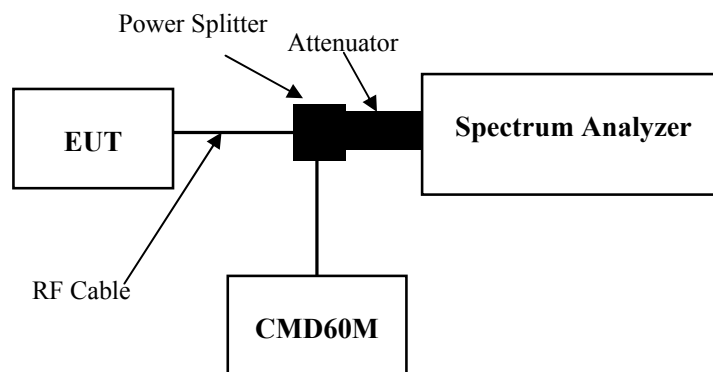 Power Splitter
Attenuator
EUT
Spectrum Analyzer
RF Cable
CMD60M